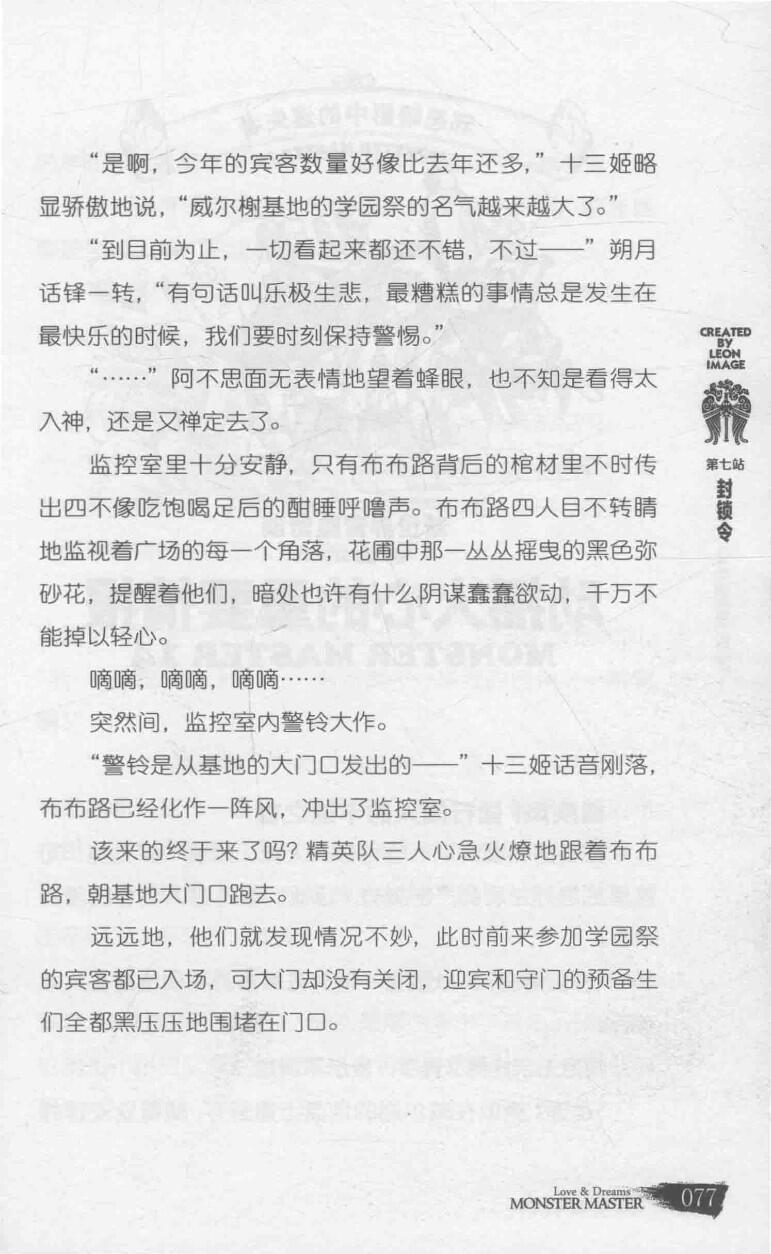 “是啊，今年的宾客数量好像比去年还多，”十三姬略
显骄傲地说，“威尔榭基地的学园祭的名气越来越大了。”
“到目前为止，一切看起来都还不错，不过——”朔月
话锋一转，“有句话叫乐极生悲，最糟糕的事情总是发生在
最快乐的时候，我们要时刻保持警惕。”
“……”阿不思面无表情地望着蜂眼，也不知是看得太
入神，还是又禅定去了。
监控室里十分安静，只有布布路背后的棺材里不时传
出四不像吃饱喝足后的酣睡呼噜声。布布路四人目不转睛
地监视着广场的每一个角落，花圃中那一丛丛摇曳的黑色弥
砂花，提醒着他们，暗处也许有什么阴谋蠢蠢欲动，千万不
能掉以轻心。
嘀嘀，嘀嘀，嘀嘀……
突然间，监控室内警铃大作。
“警铃是从基地的大门口发出的——”十三姬话音刚落，
布布路已经化作一阵风，冲出了监控室。
该来的终于来了吗？精英队三人心急火燎地跟着布布
路，朝基地大门口跑去。
远远地，他们就发现情况不妙，此时前来参加学园祭
的宾客都已入场，可大门却没有关闭，迎宾和守门的预备生
们全都黑压压地围堵在门口。
CREATED
BY
LEON
IMAGE
第七站
封锁令
Love & Dreams
MONSTER MASTER
077